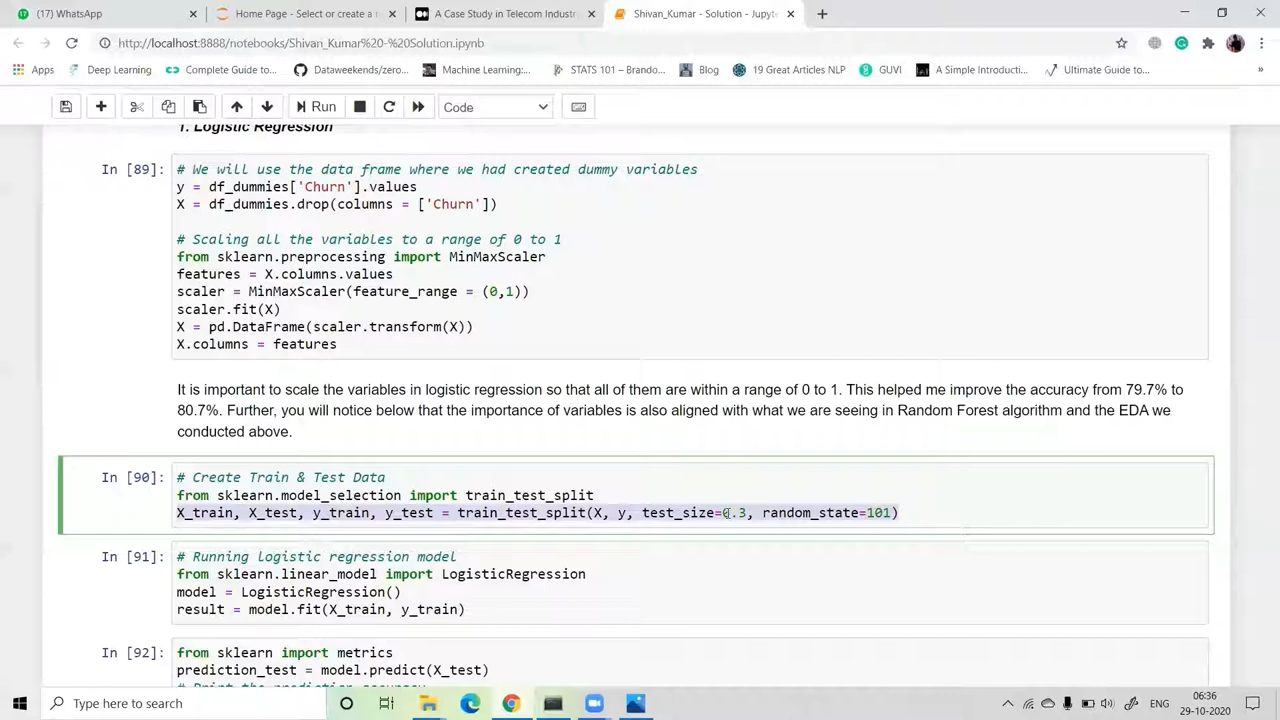 (17) WhatsApp
Home Page - Select or create a n
A Case Study in Telecom Industry
Shivan_Kumar - Solution - Jupyte
http://localhost:8888/notebooks/Shivan_Kumar%20-%20Solution.ipynb
Apps
Deep Learning
Complete Guide to...
Dataweekends/zero...
Machine Learning:...
STATS 101 – Brando...
Blog
19 Great Articles NLP
GUVI
A Simple Introducti...
Ultimate Guide to...
»
Run
Code
1. Logistic Regression
In [89]:
# We will use the data frame where we had created dummy variables
y = df_dummies['Churn'].values
X = df_dummies.drop(columns = ['Churn'])
# Scaling all the variables to a range of 0 to 1
from sklearn.preprocessing import MinMaxScaler
features = X.columns.values
scaler = MinMaxScaler(feature_range = (0,1))
scaler.fit(X)
X = pd.DataFrame(scaler.transform(X))
X.columns = features
It is important to scale the variables in logistic regression so that all of them are within a range of 0 to 1. This helped me improve the accuracy from 79.7% to
80.7%. Further, you will notice below that the importance of variables is also aligned with what we are seeing in Random Forest algorithm and the EDA we
conducted above.
In [90]:
# Create Train & Test Data
from sklearn.model_selection import train_test_split
X_train, X_test, y_train, y_test = train_test_split(X, y, test_size=0.3, random_state=101)
In [91]:
# Running logistic regression model
from sklearn.linear_model import LogisticRegression
model = LogisticRegression()
result = model.fit(X_train, y_train)
In [92]:
from sklearn import metrics
prediction_test = model.predict(X_test)
# Print the prediction accuracy
Type here to search
ENG
06:36
29-10-2020